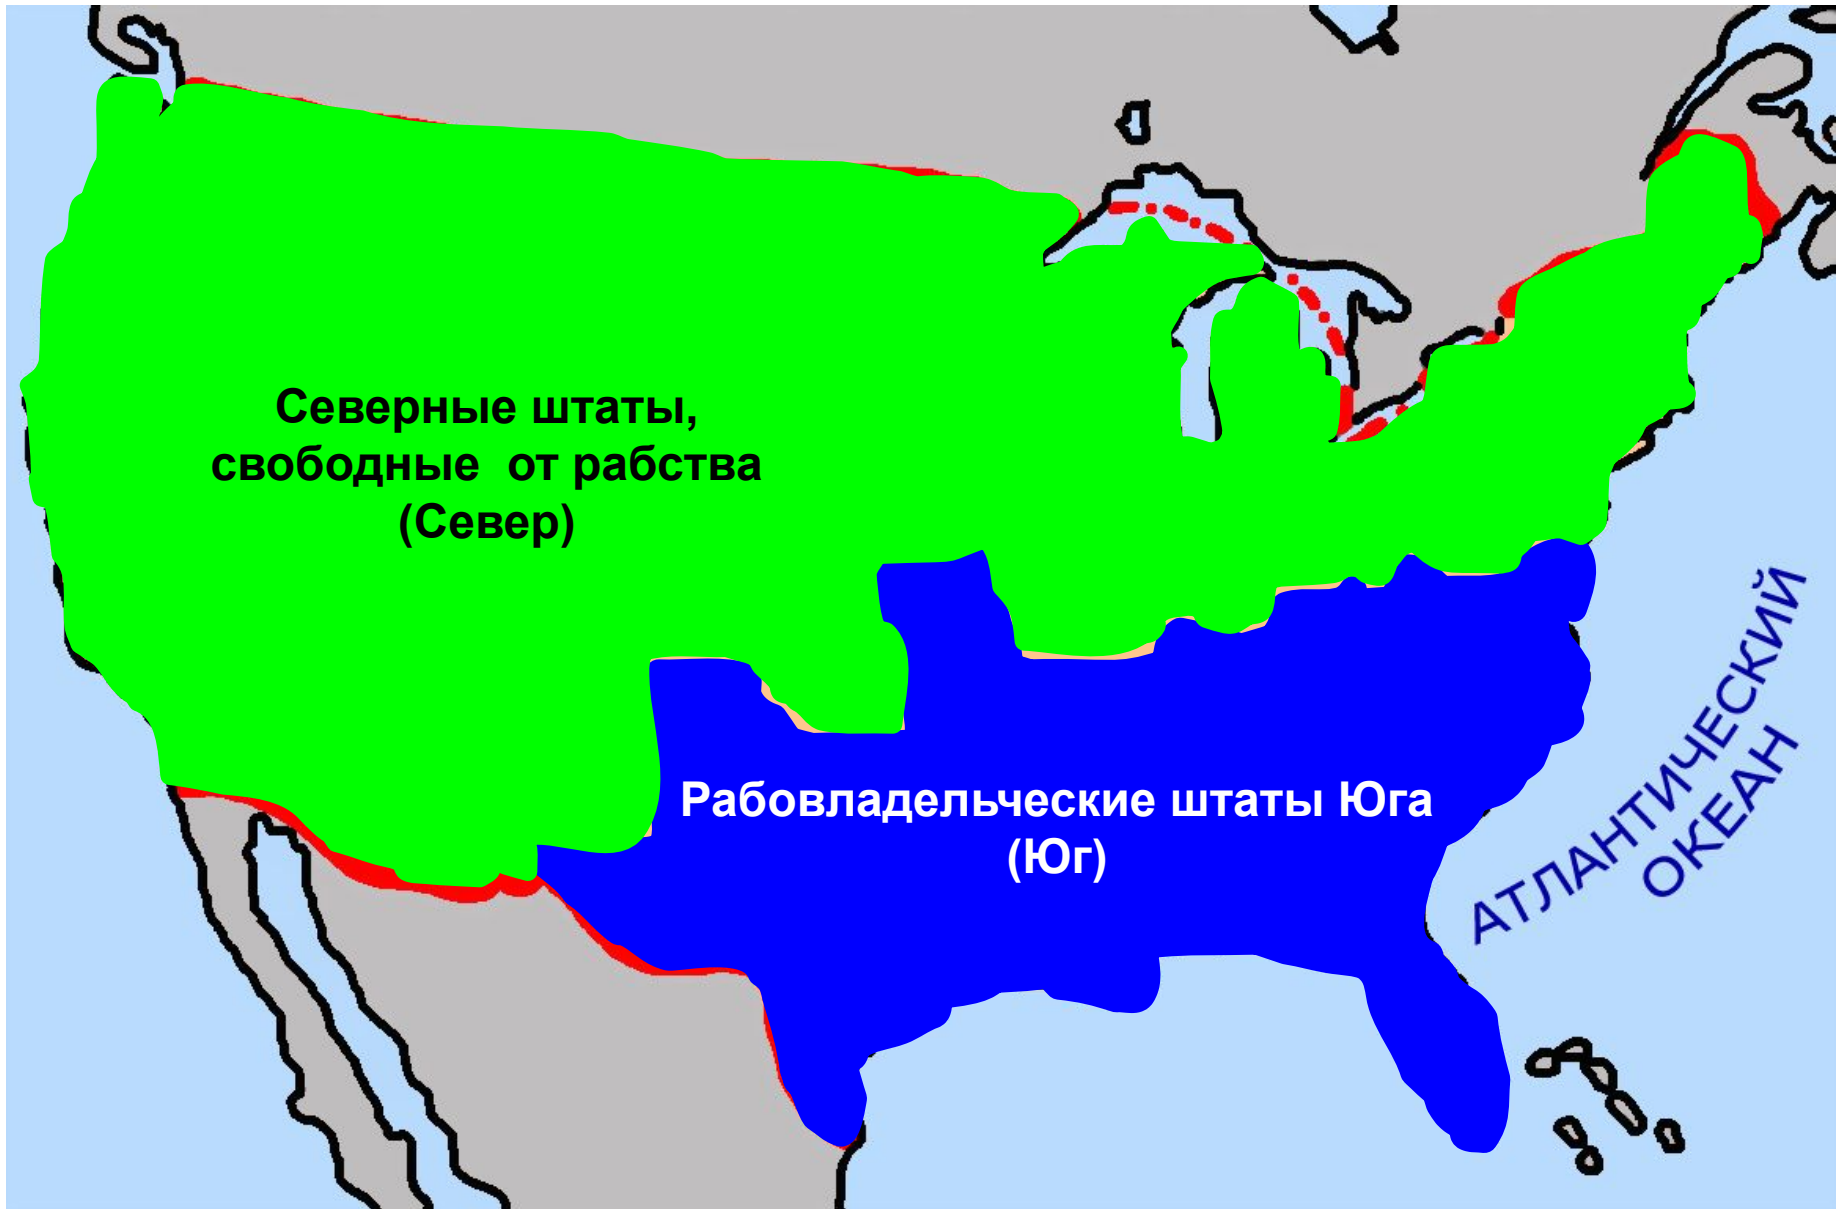 Северные штаты,
свободные  от рабства
(Север)
Рабовладельческие штаты Юга
(Юг)
АТЛАНТИЧЕСКИЙ
ОКЕАН